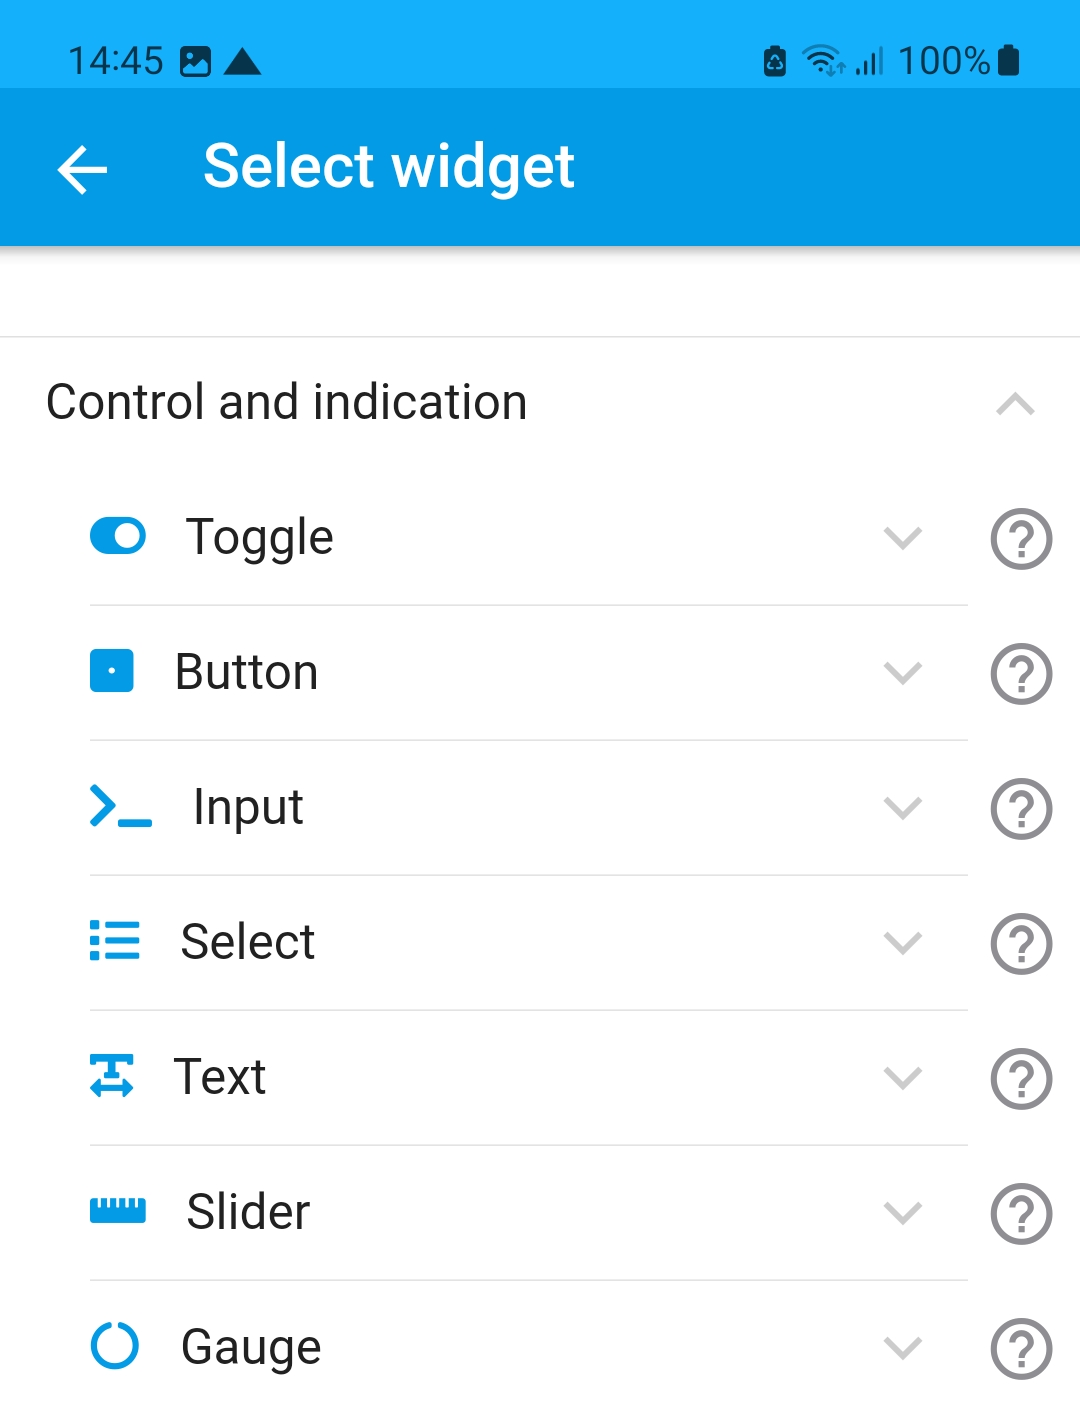 14:45 100%
Select widget
Control and indication
Toggle
Button
Input
Select
Text
Slider
Gauge